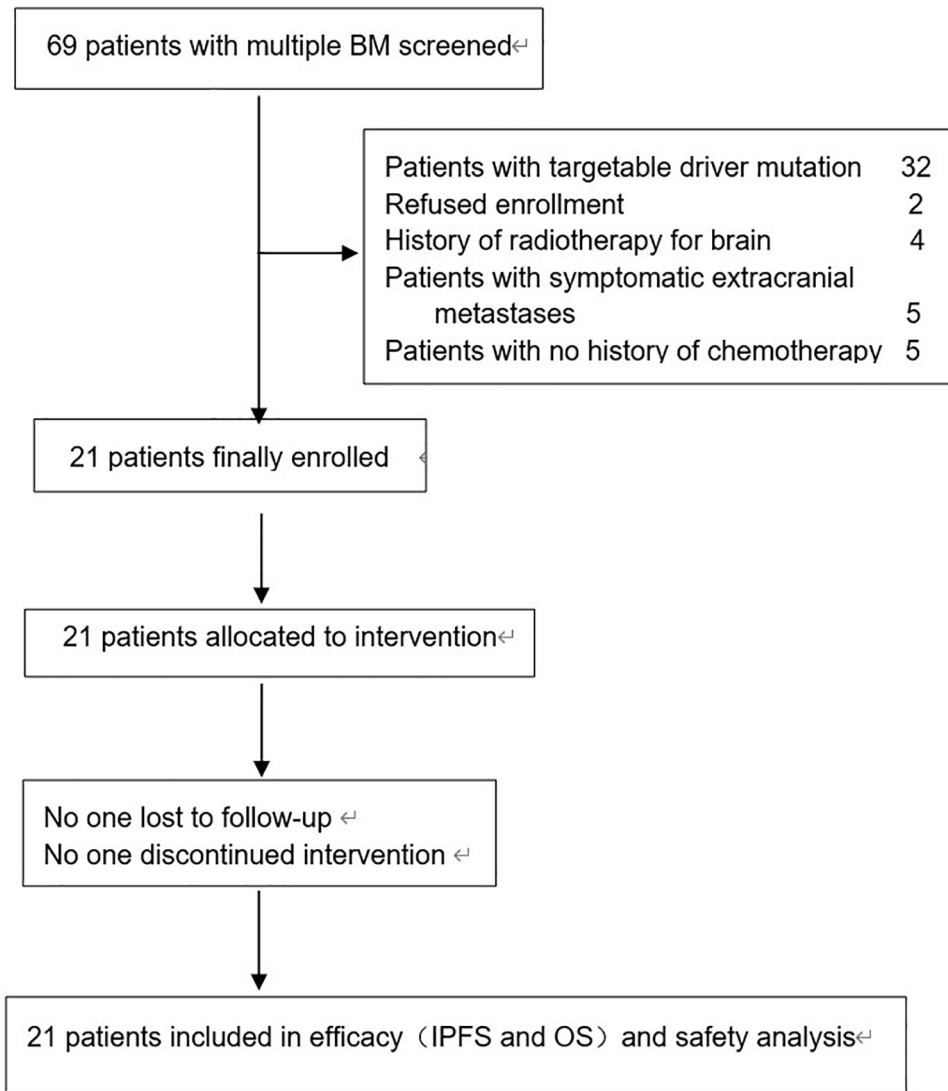 69 patients with multiple BM screened↵
Patients with targetable driver mutation 32
Refused enrollment 2
History of radiotherapy for brain 4
Patients with symptomatic extracranial
metastases 5
Patients with no history of chemotherapy 5
21 patients finally enrolled
21 patients allocated to intervention↵
No one lost to follow-up ↵
No one discontinued intervention ↵
21 patients included in efficacy（IPFS and OS）and safety analysis↵